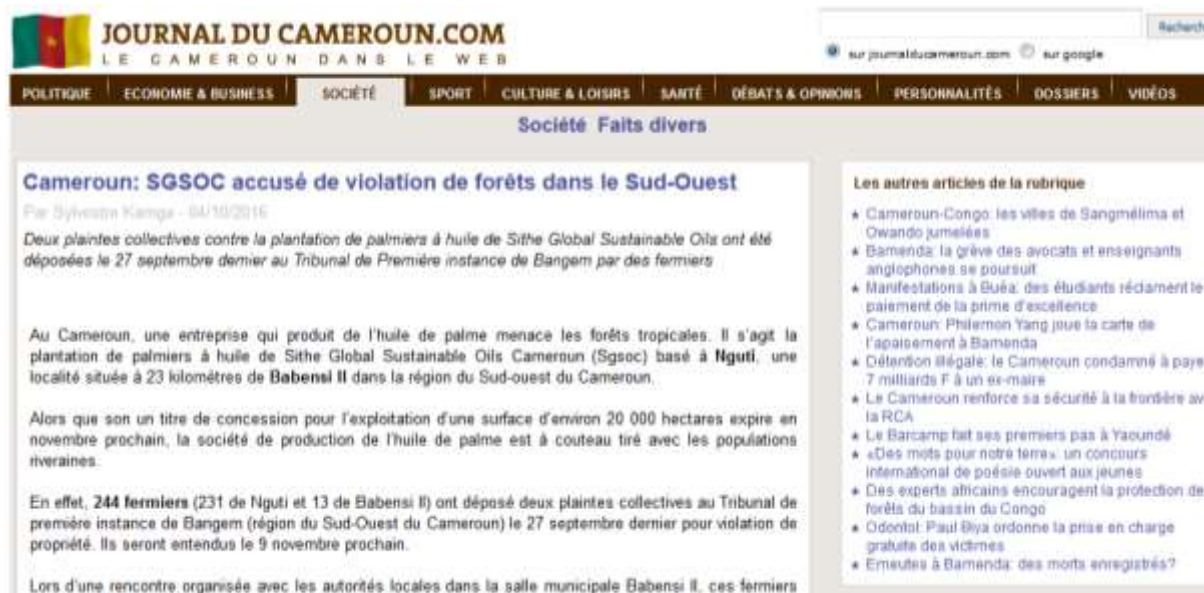 JOURNAL DU CAMEROUN.COM
LE CAMEROUN DANS LE WEB
Recherch
sur journalducameroun.com sur google
POLITIQUE ECONOMIE & BUSINESS SOCIÉTÉ SPORT CULTURE & LOISIRS SANTÉ DÉBATS & OPINIONS PERSONNALITÉS DOSSIERS VIDÉOS
Société Faits divers
Cameroun: SGSOC accusé de violation de forêts dans le Sud-Ouest
Par Sylvestre Kamga - 04/10/2016
Deux plaintes collectives contre la plantation de palmiers à huile de Sithe Global Sustainable Oils ont été
déposées le 27 septembre dernier au Tribunal de Première instance de Bangem par des fermiers
Au Cameroun, une entreprise qui produit de l'huile de palme menace les forêts tropicales. Il s'agit la
plantation de palmiers à huile de Sithe Global Sustainable Oils Cameroun (Sgsoc) basé à Nguti, une
localité située à 23 kilomètres de Babensi II dans la région du Sud-ouest du Cameroun.
Alors que son un titre de concession pour l'exploitation d'une surface d'environ 20 000 hectares expire en
novembre prochain, la société de production de l'huile de palme est à couteau tiré avec les populations
riveraines.
En effet, 244 fermiers (231 de Nguti et 13 de Babensi II) ont déposé deux plaintes collectives au Tribunal de
première instance de Bangem (région du Sud-Ouest du Cameroun) le 27 septembre dernier pour violation de
propriété. Ils seront entendus le 9 novembre prochain.
Lors d'une rencontre organisée avec les autorités locales dans la salle municipale Babensi II, ces fermiers
Les autres articles de la rubrique
Cameroun-Congo: les villes de Sangmélima et
Owando jumelées
Bamenda: la grève des avocats et enseignants
anglophones se poursuit
Manifestations à Buéa: des étudiants réclament le
paiement de la prime d'excellence
Cameroun: Philemon Yang joue la carte de
l'apaisement à Bamenda
Détention illégale: le Cameroun condamné à paye
7 milliards F à un ex-maire
Le Cameroun renforce sa sécurité à la frontière av
la RCA
Le Barcamp fait ses premiers pas à Yaoundé
«Des mots pour notre terre»: un concours
international de poésie ouvert aux jeunes
Des experts africains encouragent la protection de
forêts du bassin du Congo
Odontol: Paul Biya ordonne la prise en charge
gratuite des victimes
Emeutes à Bamenda: des morts enregistrés?